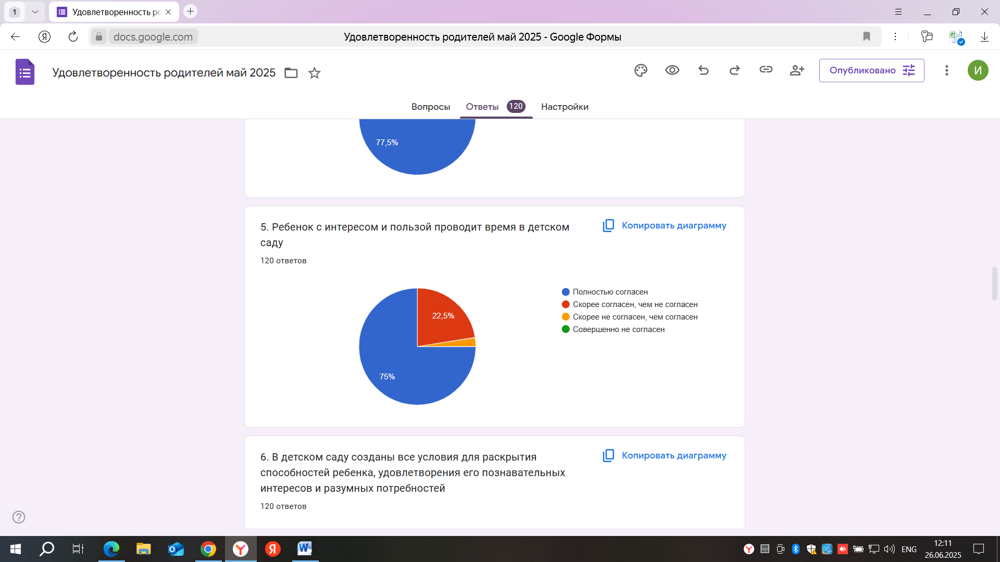 1
Удовлетворенность ро
docs.google.com
Удовлетворенность родителей май 2025 - Google Формы
Удовлетворенность родителей май 2025
Опубликовано
И
Вопросы
Ответы 120
Настройки
77,5%
5. Ребенок с интересом и пользой проводит время в детском
саду
Копировать диаграмму
120 ответов
22,5%
75%
Полностью согласен
Скорее согласен, чем не согласен
Скорее не согласен, чем согласен
Совершенно не согласен
6. В детском саду созданы все условия для раскрытия
способностей ребенка, удовлетворения его познавательных
интересов и разумных потребностей
Копировать диаграмму
120 ответов
ENG
12:11
26.06.2025